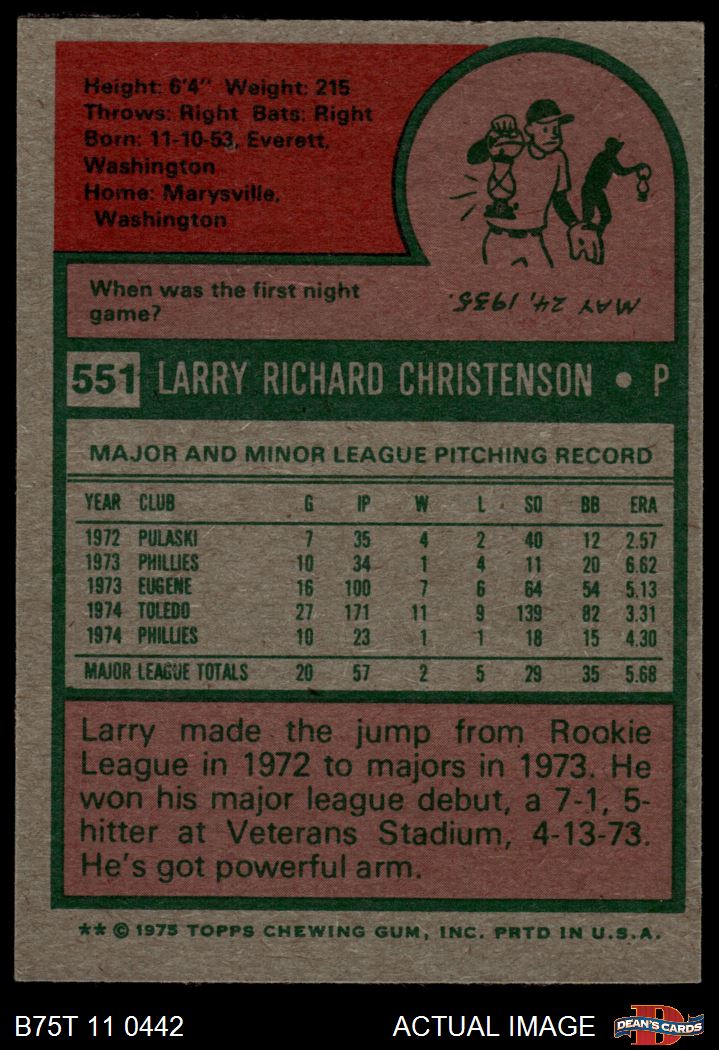 Height: 6'4" Weight: 215
Throws: Right Bats: Right
Born: 11-10-53, Everett,
Washington
Home: Marysville,
Washington
When was the first night
game?
MAY 24, 1935.
551 LARRY RICHARD CHRISTENSON • P
MAJOR AND MINOR LEAGUE PITCHING RECORD
YEAR CLUB G IP W L SO BB ERA
1972 PULASKI 7 35 4 2 40 12 2.57
1973 PHILLIES 10 34 1 4 11 20 6.62
1973 EUGENE 16 100 7 6 64 54 5.13
1974 TOLEDO 27 171 11 9 139 82 3.31
1974 PHILLIES 10 23 1 1 18 15 4.30
MAJOR LEAGUE TOTALS 20 57 2 5 29 35 5.68
Larry made the jump from Rookie
League in 1972 to majors in 1973. He
won his major league debut, a 7-1, 5-
hitter at Veterans Stadium, 4-13-73.
He's got powerful arm.
** © 1975 TOPPS CHEWING GUM, INC. PRTD IN U.S.A.
B75T 11 0442 ACTUAL IMAGE D DEAN'S CARDS